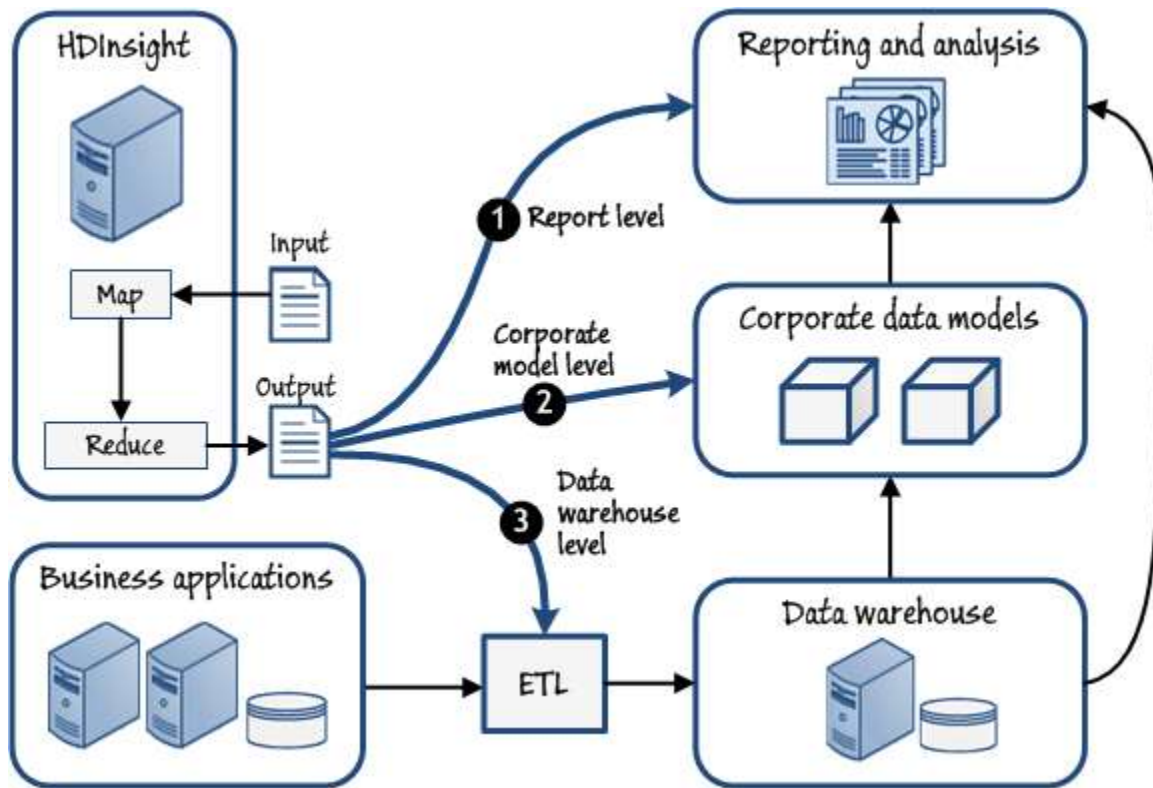 HDInsight
Input
Map
Output
Reduce
1 Report level
Corporate
model level
2
3
Data
warehouse
level
Reporting and analysis
Corporate data models
Business applications
ETL
Data warehouse